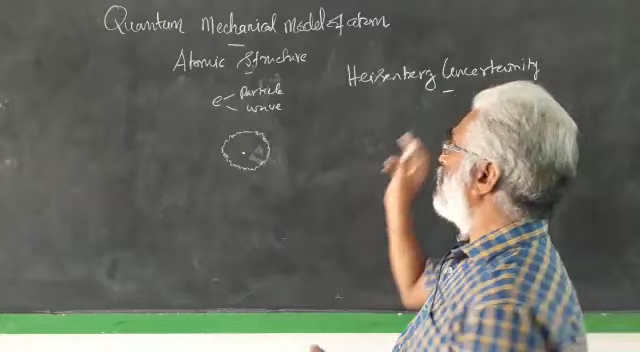 Quantum Mechanical Model of atom
Atomic Structure
Heisenberg Uncertainity
e Particle
wave